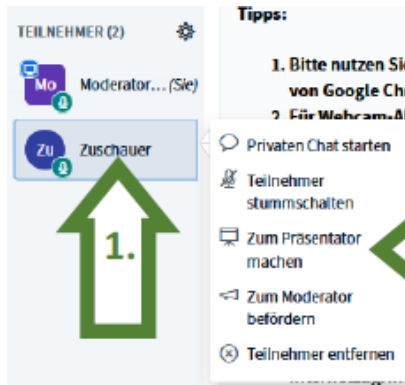 TEILNEHMER (2)
Mo
Moderator... (Sie)
Zu
Zuschauer
1.
Tipps:
1. Bitte nutzen Sie
von Google Ch
2. Für Webcam-A
Privaten Chat starten
Teilnehmer
stummschalten
Zum Präsentator
machen
Zum Moderator
befördern
Teilnehmer entfernen